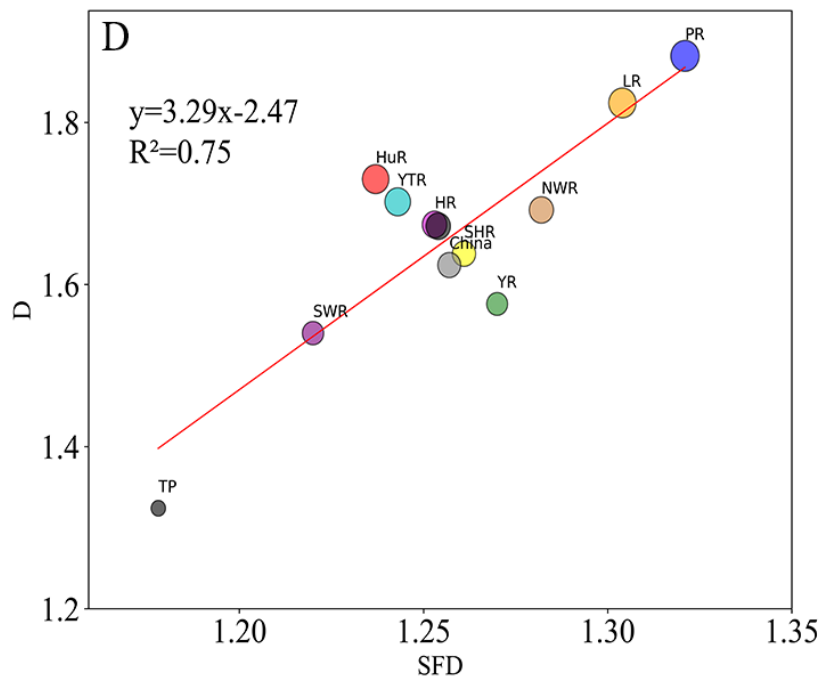 D
y=3.29x-2.47
R²=0.75
PR
LR
HuR
YTR
NWR
HR
SHR
China
YR
SWR
TP
1.8
1.6
1.4
1.2
D
1.20
1.25
1.30
1.35
SFD